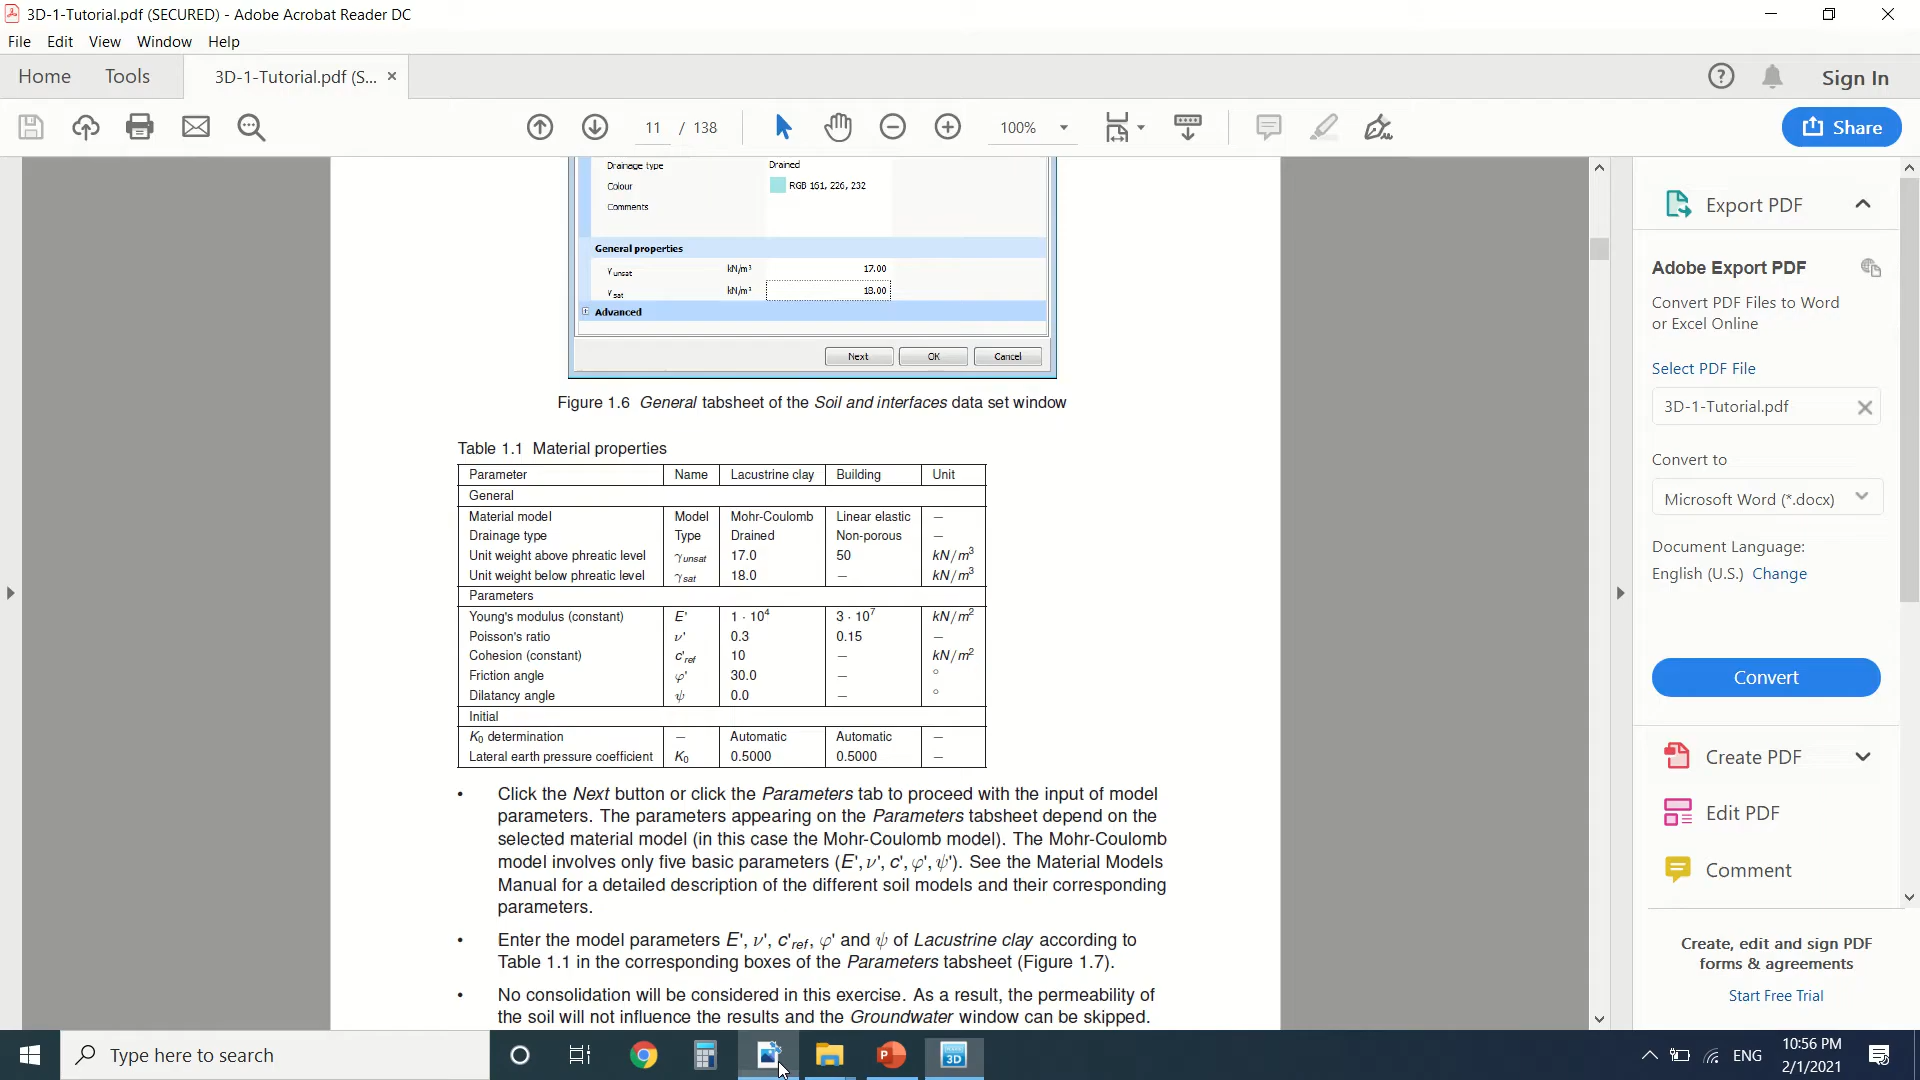 3D-1-Tutorial.pdf (SECURED) - Adobe Acrobat Reader DC
File Edit View Window Help
Home Tools 3D-1-Tutorial.pdf (S... × Sign In
11 / 138 100% Share
Drainage type Drained
Colour RGB 161, 226, 232
Comments
General properties
γunsat kN/m³ 17.00
γsat kN/m³ 18.00
Advanced
Next OK Cancel
Figure 1.6 General tabsheet of the Soil and interfaces data set window
Table 1.1 Material properties
Parameter Name Lacustrine clay Building Unit
General
Material model Model Mohr-Coulomb Linear elastic −
Drainage type Type Drained Non-porous −
Unit weight above phreatic level γunsat 17.0 50 kN/m³
Unit weight below phreatic level γsat 18.0 − kN/m³
Parameters
Young's modulus (constant) E' 1 · 10⁴ 3 · 10⁷ kN/m²
Poisson's ratio ν' 0.3 0.15 −
Cohesion (constant) c'ref 10 − kN/m²
Friction angle φ' 30.0 − °
Dilatancy angle ψ 0.0 − °
Initial
K₀ determination − Automatic Automatic −
Lateral earth pressure coefficient K₀ 0.5000 0.5000 −
• Click the Next button or click the Parameters tab to proceed with the input of model
parameters. The parameters appearing on the Parameters tabsheet depend on the
selected material model (in this case the Mohr-Coulomb model). The Mohr-Coulomb
model involves only five basic parameters (E', ν', c', φ', ψ'). See the Material Models
Manual for a detailed description of the different soil models and their corresponding
parameters.
• Enter the model parameters E', ν', c'ref, φ' and ψ of Lacustrine clay according to
Table 1.1 in the corresponding boxes of the Parameters tabsheet (Figure 1.7).
• No consolidation will be considered in this exercise. As a result, the permeability of
the soil will not influence the results and the Groundwater window can be skipped.
Export PDF
Adobe Export PDF
Convert PDF Files to Word
or Excel Online
Select PDF File
3D-1-Tutorial.pdf
Convert to
Microsoft Word (*.docx)
Document Language:
English (U.S.) Change
Convert
Create PDF
Edit PDF
Comment
Create, edit and sign PDF
forms & agreements
Start Free Trial
Type here to search
3D
ENG
10:56 PM
2/1/2021